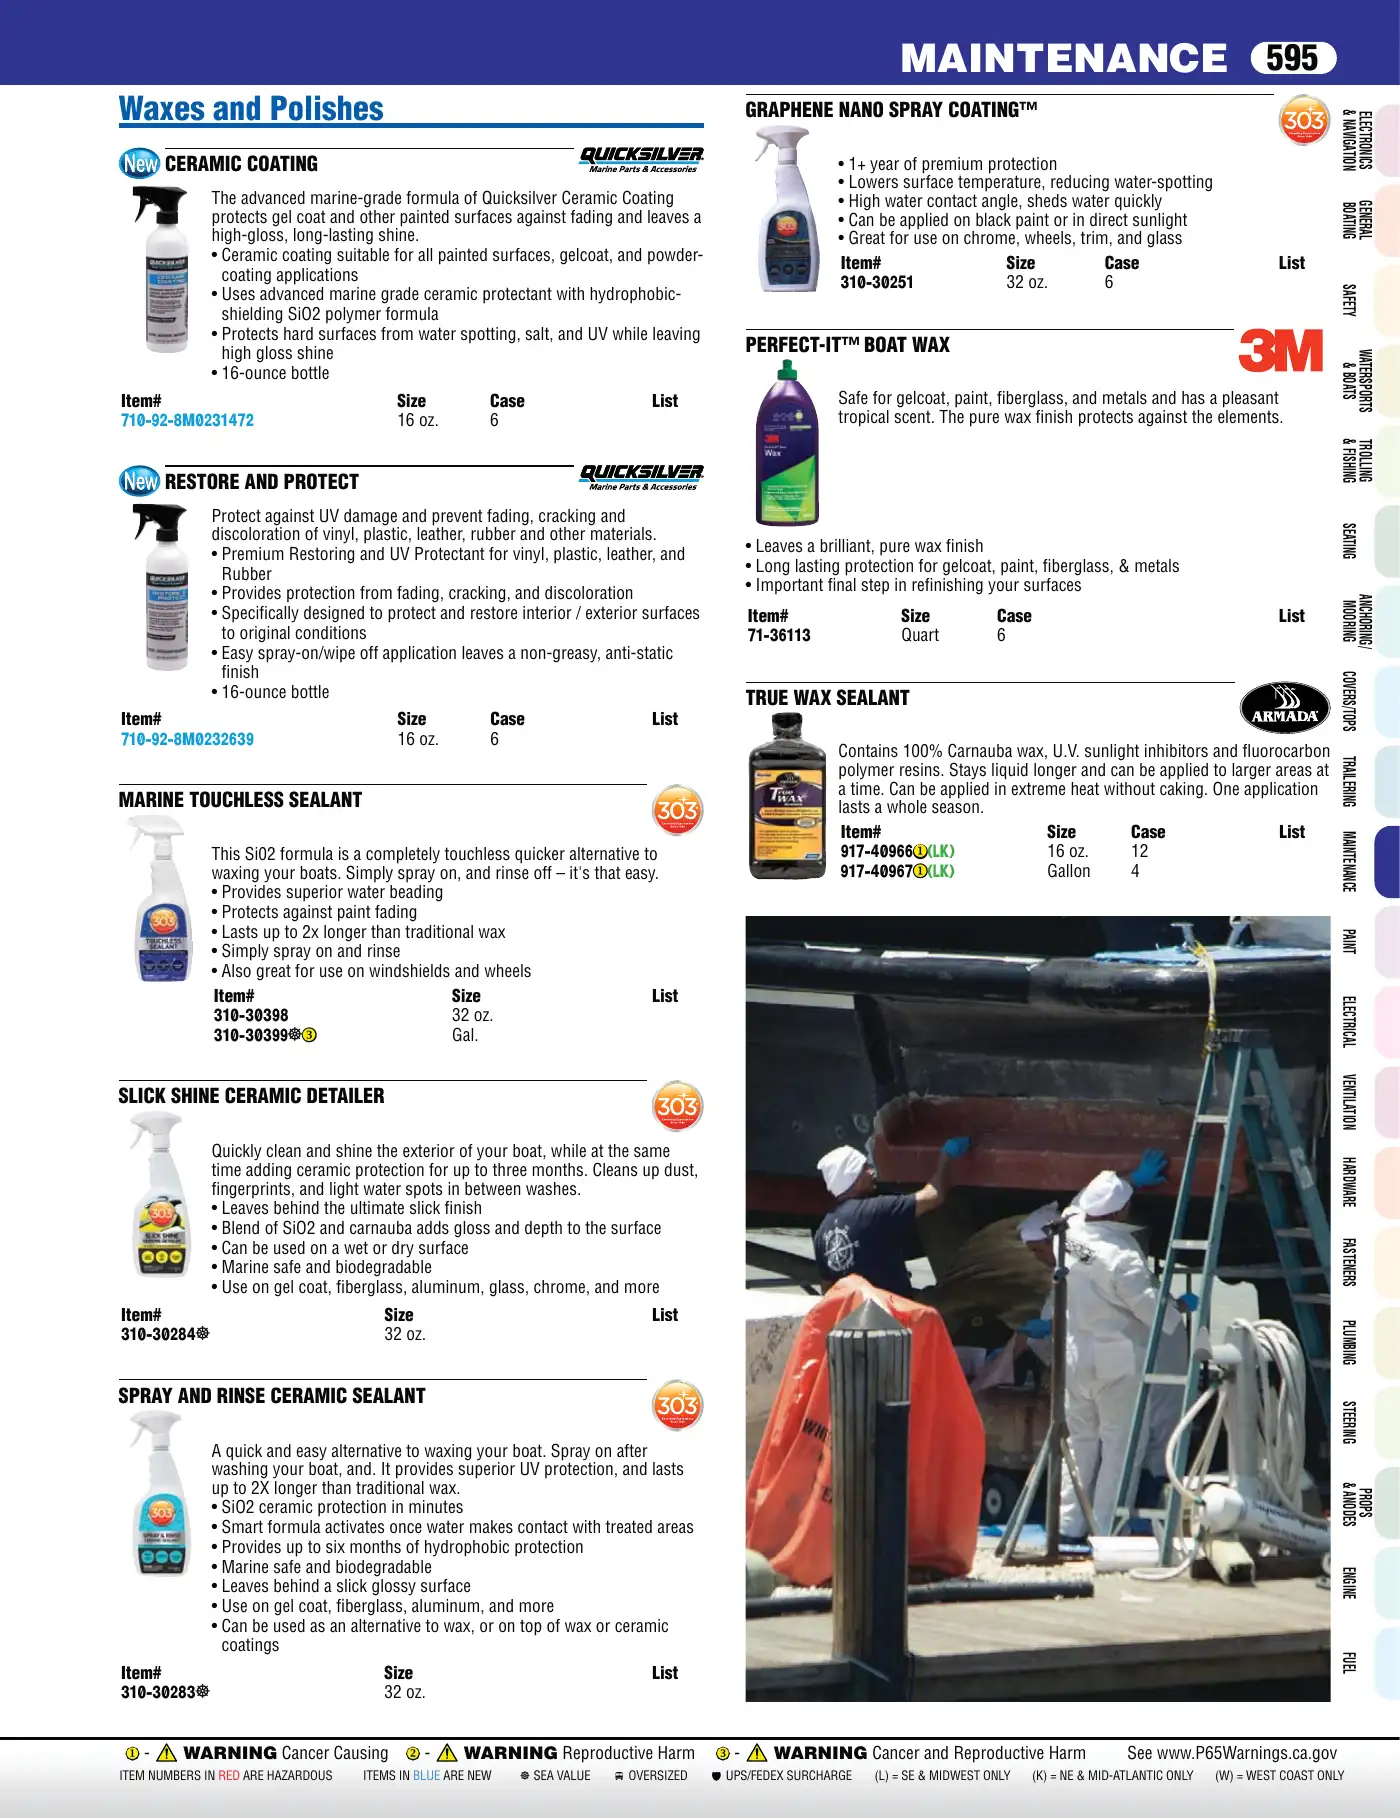 MAINTENANCE 595
Waxes and Polishes
New CERAMIC COATING
QUICKSILVER
Marine Parts & Accessories
The advanced marine-grade formula of Quicksilver Ceramic Coating
protects gel coat and other painted surfaces against fading and leaves a
high-gloss, long-lasting shine.
• Ceramic coating suitable for all painted surfaces, gelcoat, and powder-
coating applications
• Uses advanced marine grade ceramic protectant with hydrophobic-
shielding SiO2 polymer formula
• Protects hard surfaces from water spotting, salt, and UV while leaving
high gloss shine
• 16-ounce bottle
Item# Size Case List
710-92-8M0231472 16 oz. 6
New RESTORE AND PROTECT
QUICKSILVER
Marine Parts & Accessories
Protect against UV damage and prevent fading, cracking and
discoloration of vinyl, plastic, leather, rubber and other materials.
• Premium Restoring and UV Protectant for vinyl, plastic, leather, and
Rubber
• Provides protection from fading, cracking, and discoloration
• Specifically designed to protect and restore interior / exterior surfaces
to original conditions
• Easy spray-on/wipe off application leaves a non-greasy, anti-static
finish
• 16-ounce bottle
Item# Size Case List
710-92-8M0232639 16 oz. 6
MARINE TOUCHLESS SEALANT
303
This Si02 formula is a completely touchless quicker alternative to
waxing your boats. Simply spray on, and rinse off – it's that easy.
• Provides superior water beading
• Protects against paint fading
• Lasts up to 2x longer than traditional wax
• Simply spray on and rinse
• Also great for use on windshields and wheels
303
TOUCHLESS
SEALANT
Item# Size List
310-30398 32 oz.
310-30399 3 Gal.
SLICK SHINE CERAMIC DETAILER
303
Quickly clean and shine the exterior of your boat, while at the same
time adding ceramic protection for up to three months. Cleans up dust,
fingerprints, and light water spots in between washes.
• Leaves behind the ultimate slick finish
• Blend of SiO2 and carnauba adds gloss and depth to the surface
• Can be used on a wet or dry surface
• Marine safe and biodegradable
• Use on gel coat, fiberglass, aluminum, glass, chrome, and more
303
SLICK SHINE
Item# Size List
310-30284 32 oz.
SPRAY AND RINSE CERAMIC SEALANT
303
A quick and easy alternative to waxing your boat. Spray on after
washing your boat, and. It provides superior UV protection, and lasts
up to 2X longer than traditional wax.
• SiO2 ceramic protection in minutes
• Smart formula activates once water makes contact with treated areas
• Provides up to six months of hydrophobic protection
• Marine safe and biodegradable
• Leaves behind a slick glossy surface
• Use on gel coat, fiberglass, aluminum, and more
• Can be used as an alternative to wax, or on top of wax or ceramic
coatings
303
SPRAY & RINSE
Item# Size List
310-30283 32 oz.
GRAPHENE NANO SPRAY COATING™
303
• 1+ year of premium protection
• Lowers surface temperature, reducing water-spotting
• High water contact angle, sheds water quickly
• Can be applied on black paint or in direct sunlight
• Great for use on chrome, wheels, trim, and glass
303
Item# Size Case List
310-30251 32 oz. 6
PERFECT-IT™ BOAT WAX
3M
Safe for gelcoat, paint, fiberglass, and metals and has a pleasant
tropical scent. The pure wax finish protects against the elements.
3M
Wax
• Leaves a brilliant, pure wax finish
• Long lasting protection for gelcoat, paint, fiberglass, & metals
• Important final step in refinishing your surfaces
Item# Size Case List
71-36113 Quart 6
TRUE WAX SEALANT
ARMADA
Contains 100% Carnauba wax, U.V. sunlight inhibitors and fluorocarbon
polymer resins. Stays liquid longer and can be applied to larger areas at
a time. Can be applied in extreme heat without caking. One application
lasts a whole season.
True
Wax
Item# Size Case List
917-40966 1 (LK) 16 oz. 12
917-40967 1 (LK) Gallon 4
ELECTRONICS
& NAVIGATION
GENERAL
BOATING
SAFETY
WATERSPORTS
& BOATS
TROLLING
& FISHING
SEATING
ANCHORING/
MOORING
COVERS/TOPS
TRAILERING
MAINTENANCE
PAINT
ELECTRICAL
VENTILATION
HARDWARE
FASTENERS
PLUMBING
STEERING
PROPS
& ANODES
ENGINE
FUEL
1 - WARNING Cancer Causing 2 - WARNING Reproductive Harm 3 - WARNING Cancer and Reproductive Harm See www.P65Warnings.ca.gov
ITEM NUMBERS IN RED ARE HAZARDOUS ITEMS IN BLUE ARE NEW SEA VALUE OVERSIZED UPS/FEDEX SURCHARGE (L) = SE & MIDWEST ONLY (K) = NE & MID-ATLANTIC ONLY (W) = WEST COAST ONLY